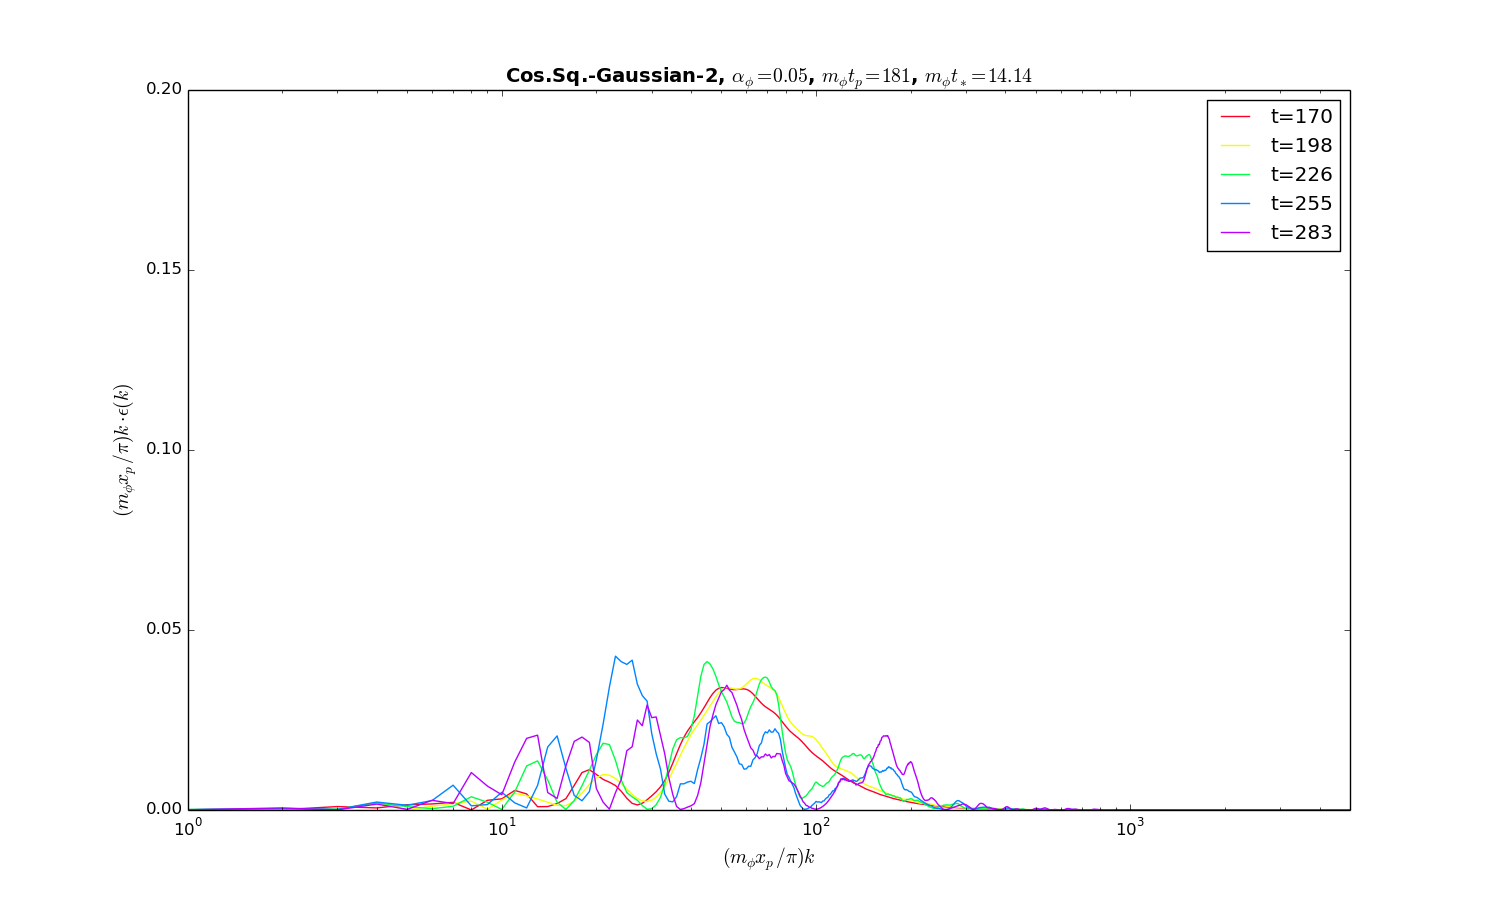 Cos.Sq.-Gaussian-2, $\alpha_\phi = 0.05$, $m_\phi t_p = 181$, $m_\phi t_* = 14.14$
0.20
t=170
t=198
t=226
t=255
t=283
0.15
$(m_\phi x_p/\pi)k \cdot \epsilon(k)$
0.10
0.05
0.00
$10^0$ $10^1$ $10^2$ $10^3$
$(m_\phi x_p/\pi)k$